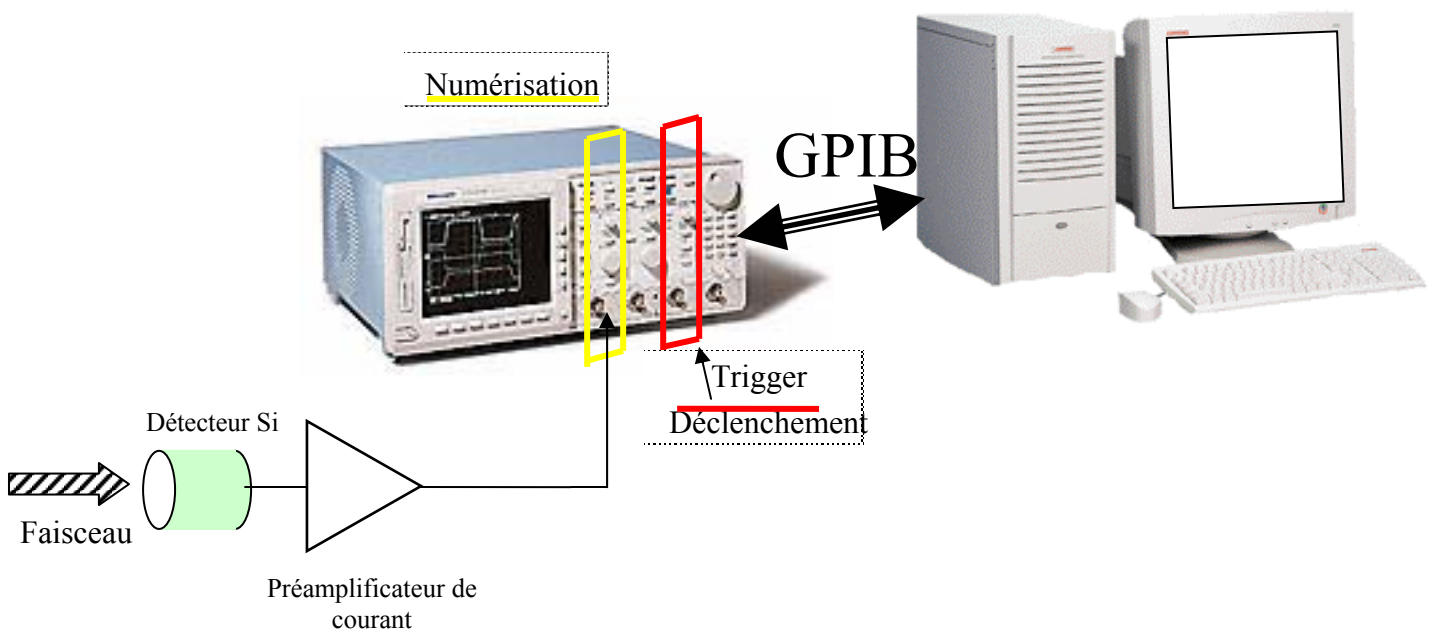 Numérisation
GPIB
Trigger
Déclenchement
Détecteur Si
Faisceau
Préamplificateur de
courant